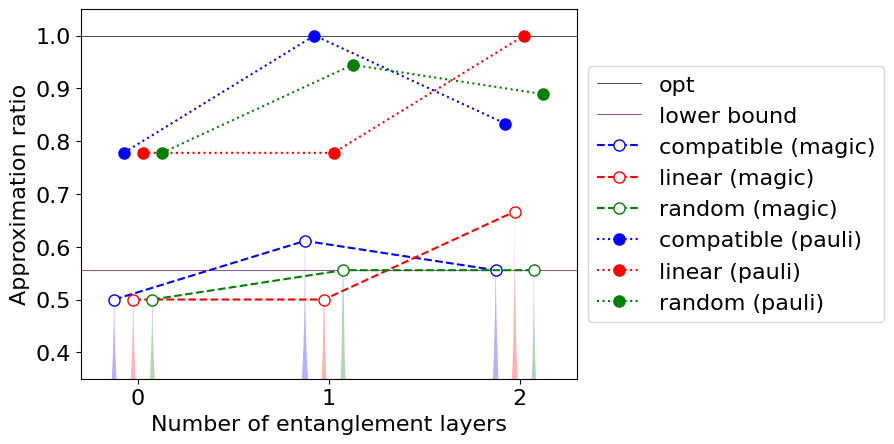 1.0
0.9
0.8
0.7
0.6
0.5
0.4
Approximation ratio
0 1 2
Number of entanglement layers
opt
lower bound
compatible (magic)
linear (magic)
random (magic)
compatible (pauli)
linear (pauli)
random (pauli)